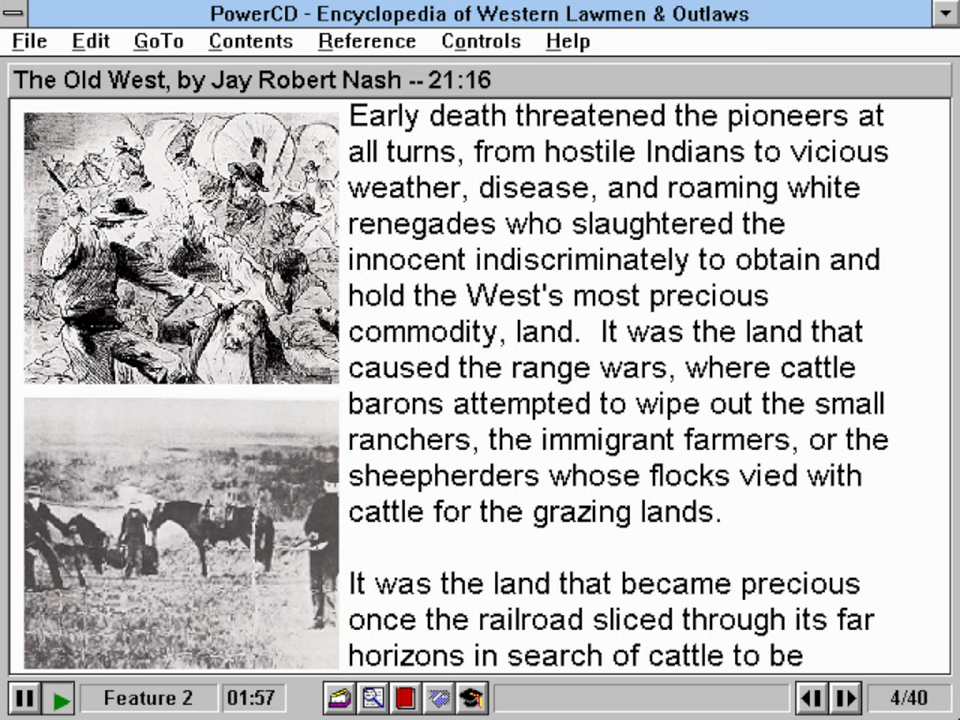 PowerCD - Encyclopedia of Western Lawmen & Outlaws
File Edit GoTo Contents Reference Controls Help
The Old West, by Jay Robert Nash -- 21:16
Early death threatened the pioneers at
all turns, from hostile Indians to vicious
weather, disease, and roaming white
renegades who slaughtered the
innocent indiscriminately to obtain and
hold the West's most precious
commodity, land.  It was the land that
caused the range wars, where cattle
barons attempted to wipe out the small
ranchers, the immigrant farmers, or the
sheepherders whose flocks vied with
cattle for the grazing lands.
It was the land that became precious
once the railroad sliced through its far
horizons in search of cattle to be
Feature 2 01:57 4/40